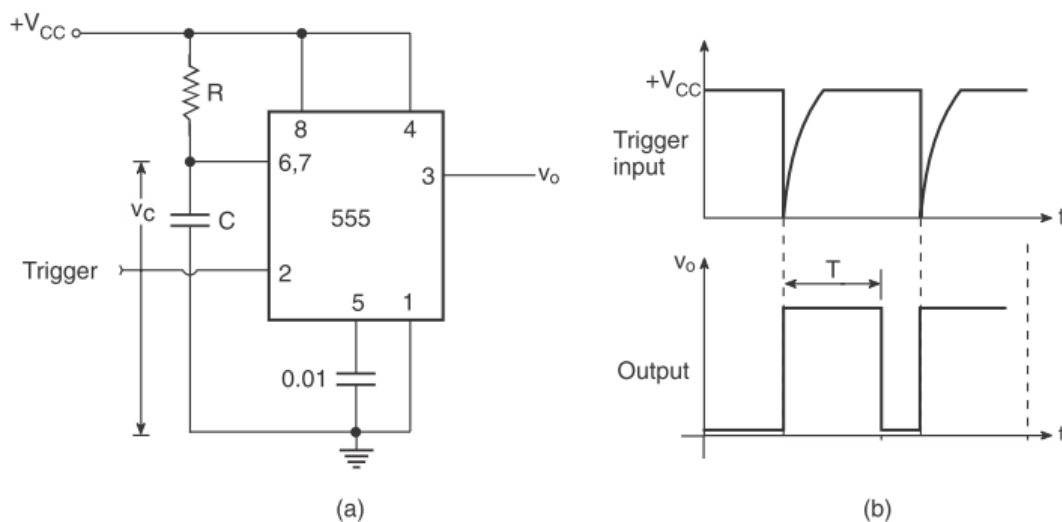 +VCC
R
8
4
6,7
3
vo
vC
C
555
Trigger
2
5
1
0.01
(a)
+VCC
Trigger
input
t
vo
T
Output
t
(b)